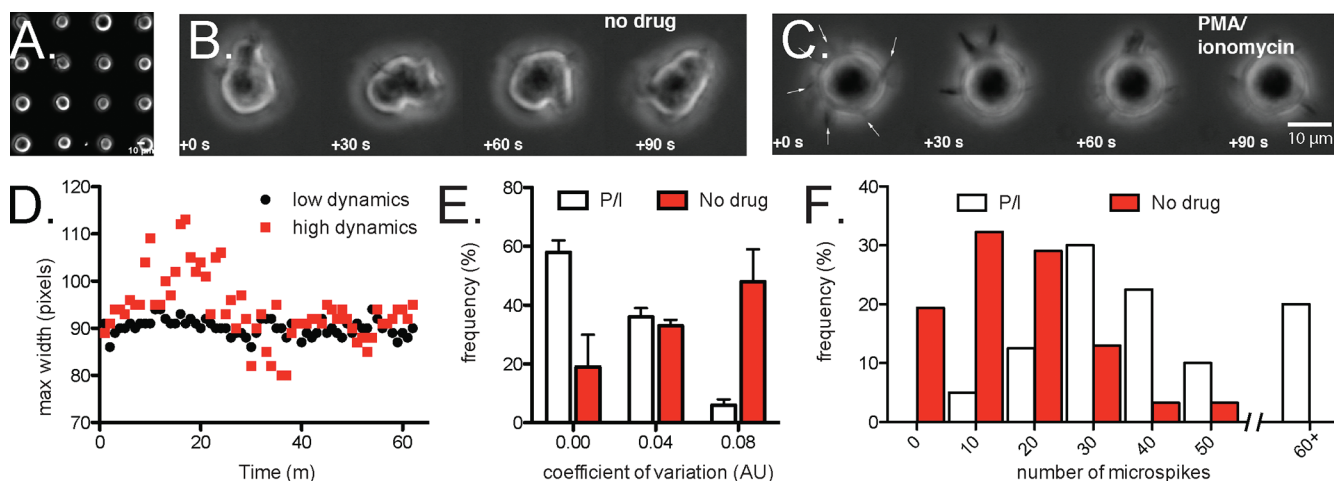 A.
10 µm
B.
no drug
+0 s
+30 s
+60 s
+90 s
C.
PMA/
ionomycin
+0 s
+30 s
+60 s
+90 s
10 µm
D.
120
110
100
90
80
70
max width (pixels)
low dynamics
high dynamics
0
20
40
60
Time (m)
E.
80
60
40
20
0
frequency (%)
P/I
No drug
0.00
0.04
0.08
coefficient of variation (AU)
F.
40
30
20
10
0
frequency (%)
P/I
No drug
0
10
20
30
40
50
60+
number of microspikes